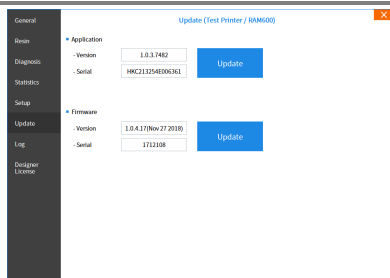 General
Update (Test Printer / RAM600)
X
Resin
Diagnosis
Statistics
Setup
Update
Log
Designer
License
Application
- Version
1.0.3.7482
Update
- Serial
HKC213254E006361
Firmware
- Version
1.0.4.17(Nov 27 2018)
Update
- Serial
1712108